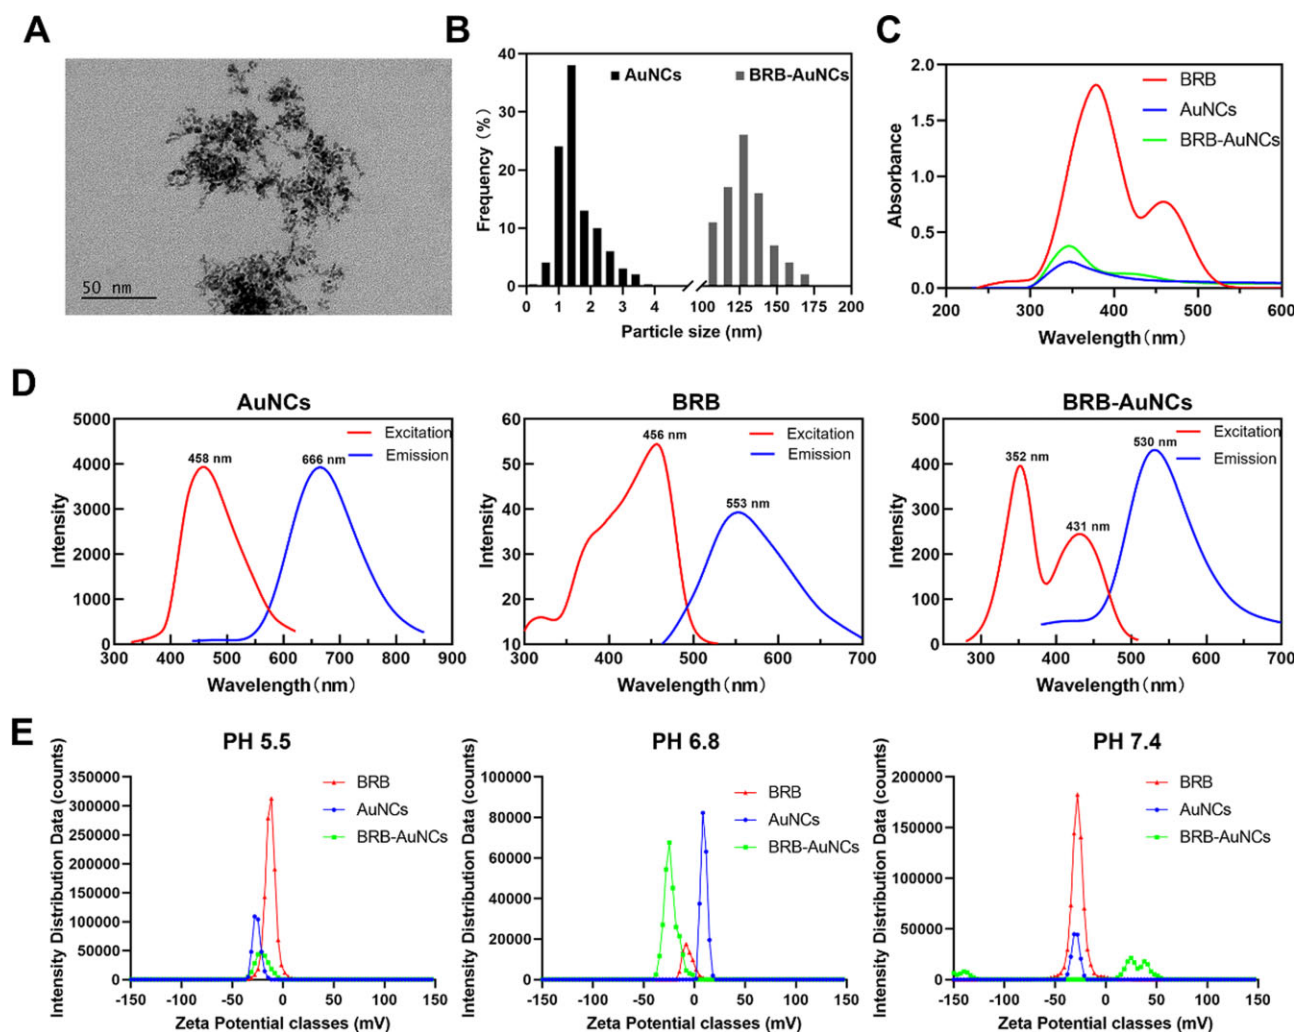 A
50 nm
B
AuNCs
BRB-AuNCs
Frequency (%)
40
30
20
10
0
0 1 2 3 4 100 125 150 175 200
Particle size (nm)
C
BRB
AuNCs
BRB-AuNCs
Absorbance
2.0
1.5
1.0
0.5
0.0
200 300 400 500 600
Wavelength(nm)
D
AuNCs
Excitation
Emission
458 nm
666 nm
Intensity
5000
4000
3000
2000
1000
0
300 400 500 600 700 800 900
Wavelength(nm)
BRB
Excitation
Emission
456 nm
553 nm
Intensity
60
50
40
30
20
10
300 400 500 600 700
Wavelength(nm)
BRB-AuNCs
Excitation
Emission
352 nm
431 nm
530 nm
Intensity
500
400
300
200
100
0
300 400 500 600 700
Wavelength(nm)
E
PH 5.5
BRB
AuNCs
BRB-AuNCs
Intensity Distribution Data (counts)
350000
300000
250000
200000
150000
100000
50000
0
-150 -100 -50 0 50 100 150
Zeta Potential classes (mV)
PH 6.8
BRB
AuNCs
BRB-AuNCs
Intensity Distribution Data (counts)
100000
80000
60000
40000
20000
0
-150 -100 -50 0 50 100 150
Zeta Potential classes (mV)
PH 7.4
BRB
AuNCs
BRB-AuNCs
Intensity Distribution Data (counts)
200000
150000
100000
50000
0
-150 -100 -50 0 50 100 150
Zeta Potential classes (mV)